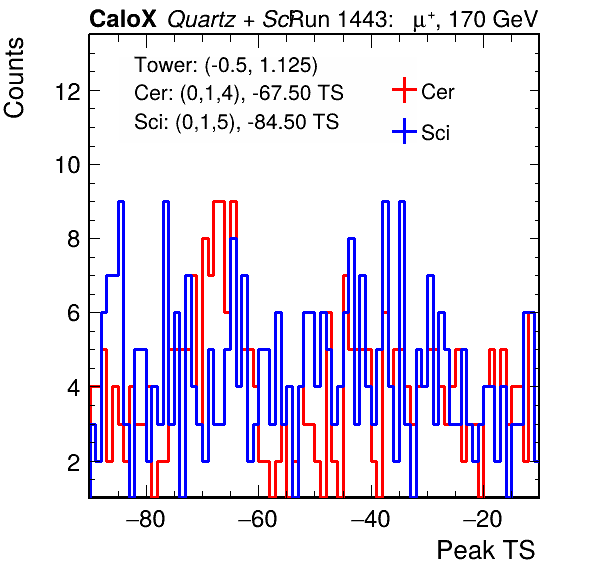 CaloX Quartz + Sci Run 1443: μ+, 170 GeV
Counts
Tower: (-0.5, 1.125)
Cer: (0,1,4), -67.50 TS
Sci: (0,1,5), -84.50 TS
Cer
Sci
12
10
8
6
4
2
−80 −60 −40 −20
Peak TS